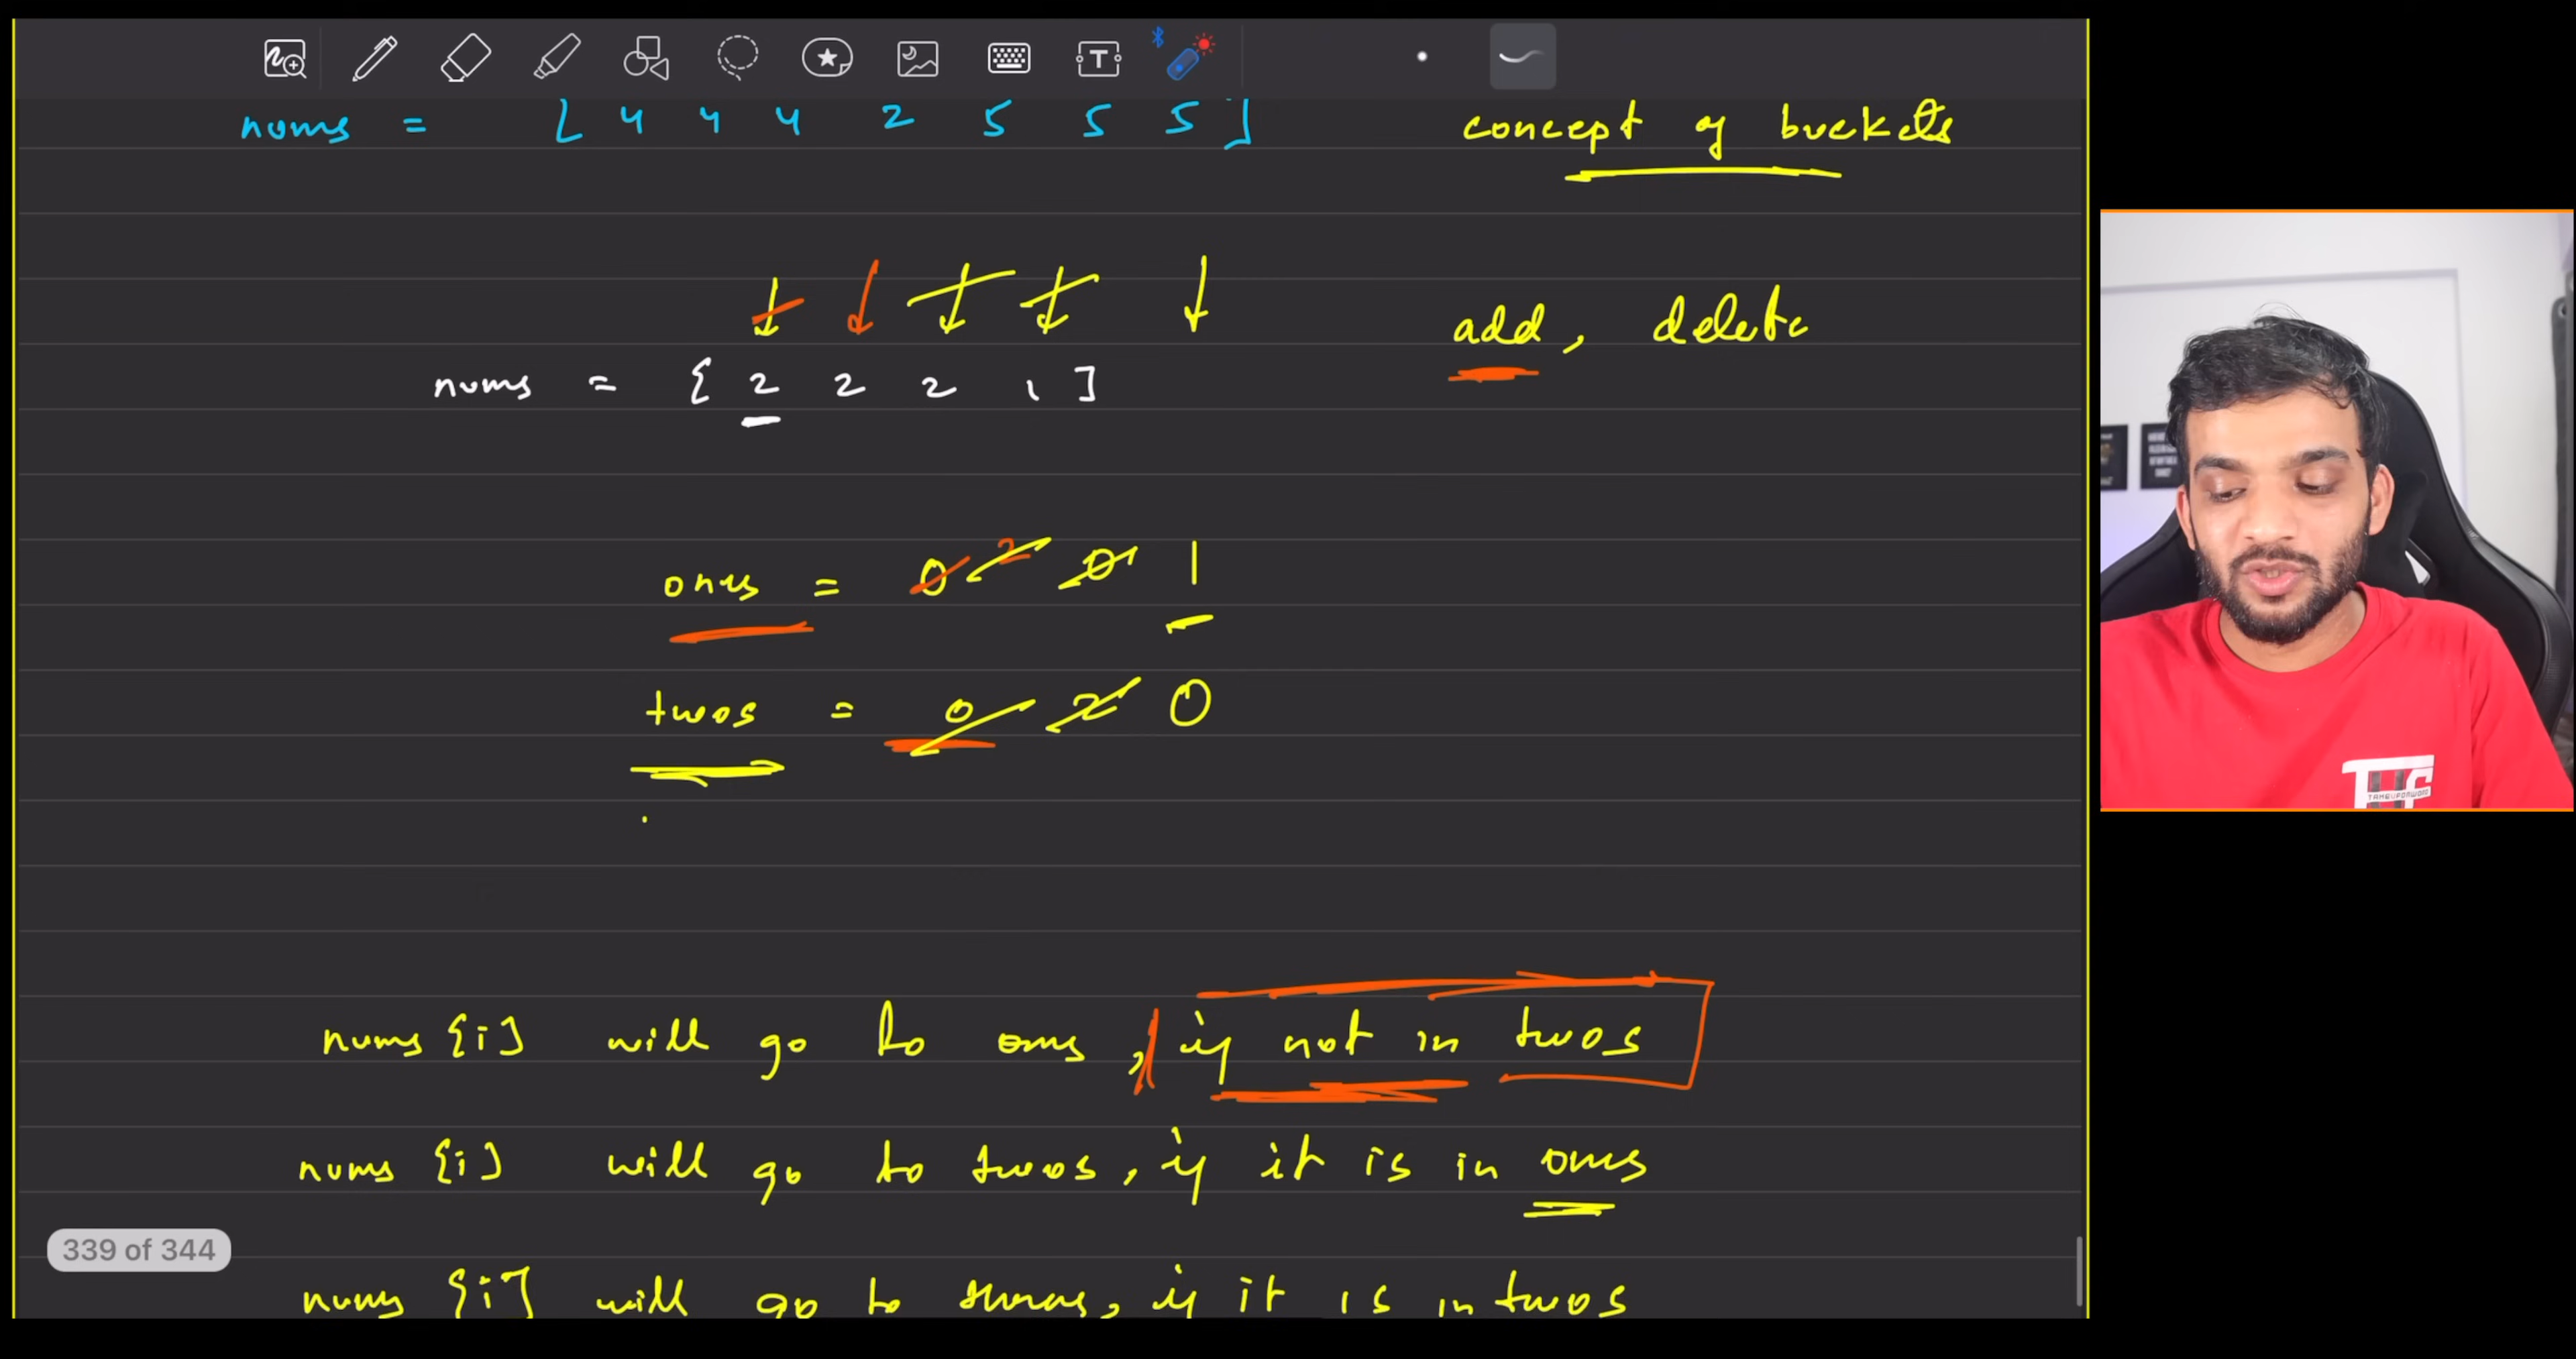 nums = [ 4 4 4 2 5 5 5 ]
concept of buckets
add, delete
nums = { 2 2 2 1 ]
ones = 0 2 0 1
twos = 0 2 0
nums {i] will go to ones, if not in twos
nums {i] will go to twos, if it is in ones
339 of 344
nums {i] will go to threes, if it is in twos
TAKEUFORWARD